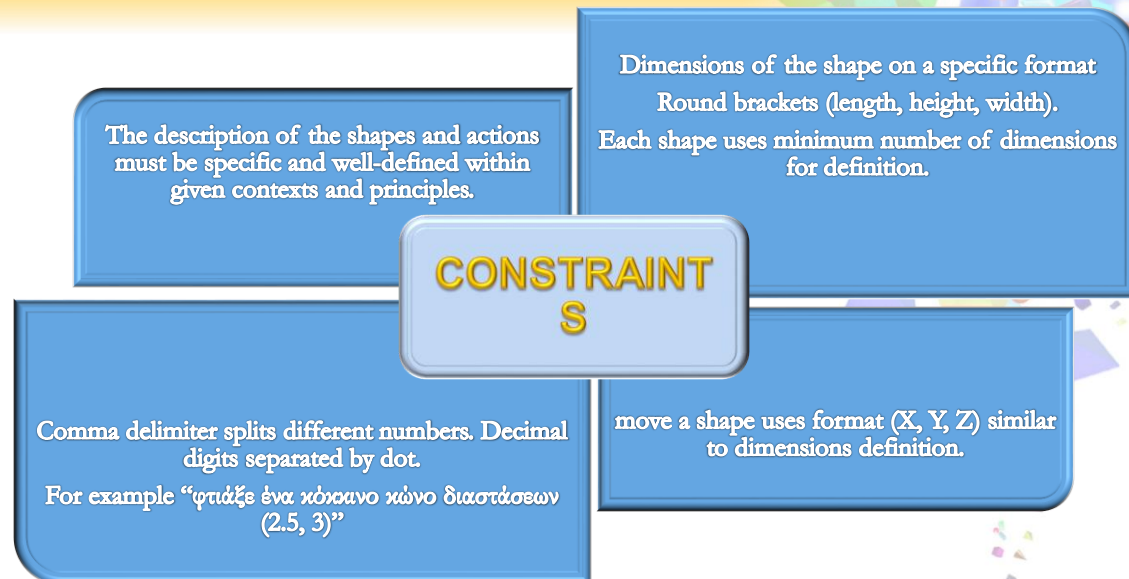 The description of the shapes and actions
must be specific and well-defined within
given contexts and principles.
Dimensions of the shape on a specific format
Round brackets (length, height, width).
Each shape uses minimum number of dimensions
for definition.
CONSTRAINT
S
Comma delimiter splits different numbers. Decimal
digits separated by dot.
For example “φτιάξε ένα κόκκινο κώνο διαστάσεων
(2.5, 3)”
move a shape uses format (X, Y, Z) similar
to dimensions definition.